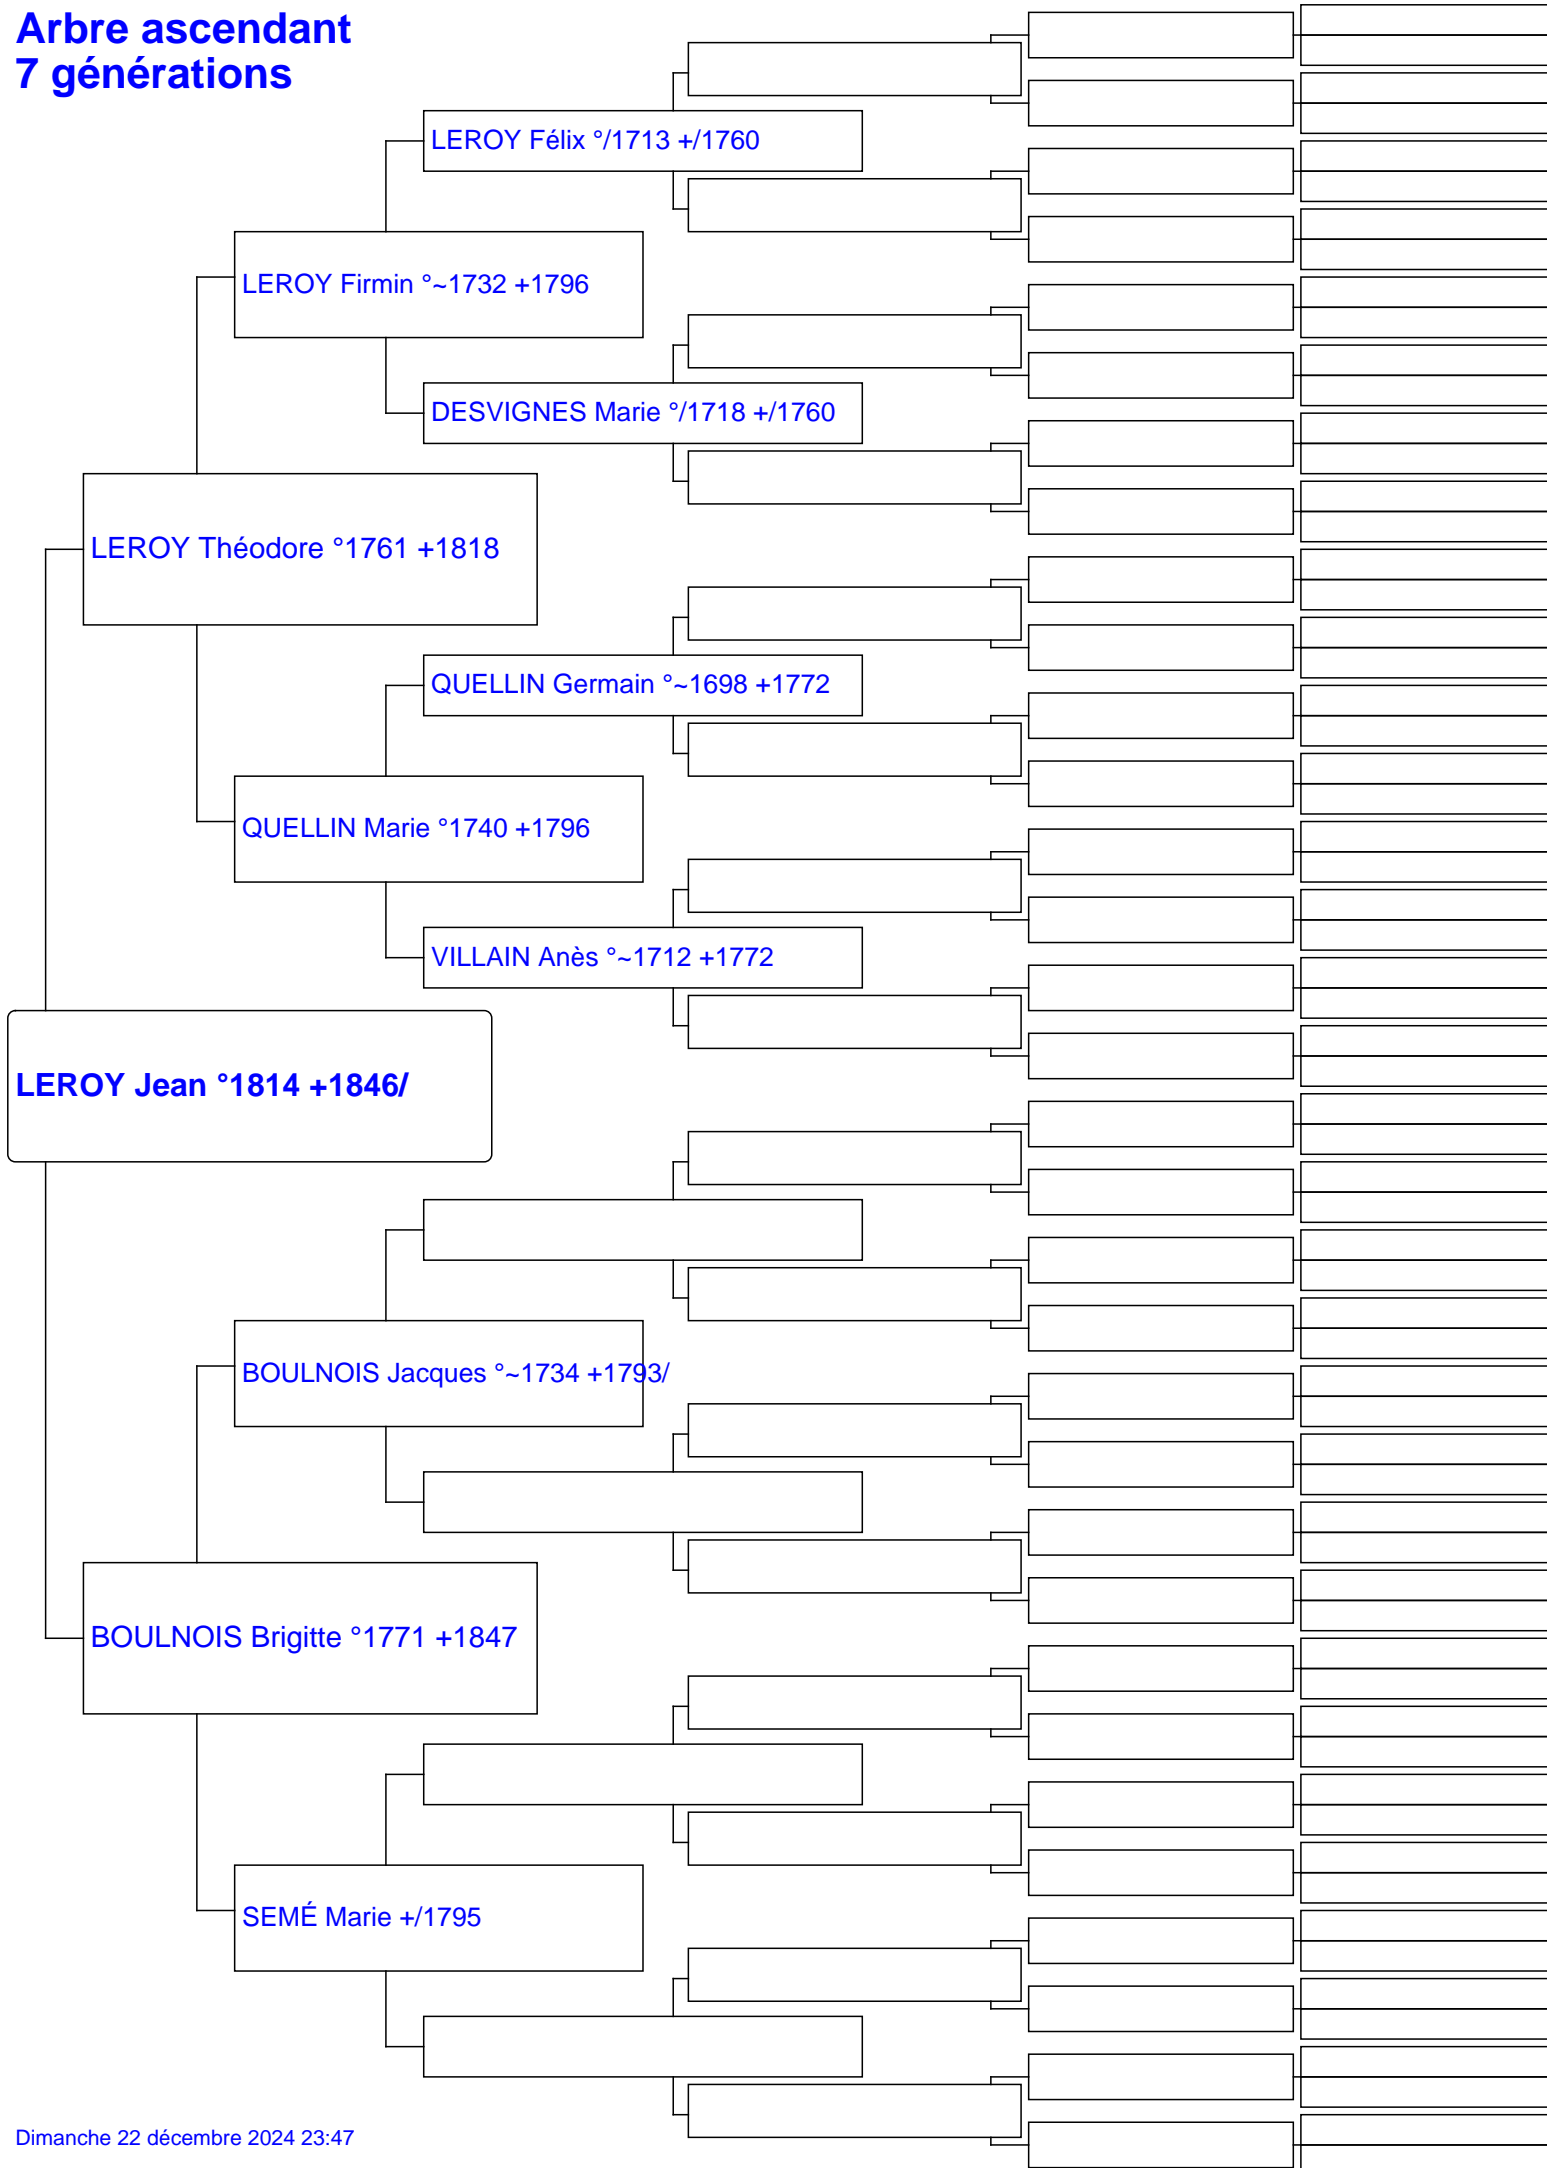 Arbre ascendant
7 générations
LEROY Félix °/1713 +/1760
LEROY Firmin °~1732 +1796
DESVIGNES Marie °/1718 +/1760
LEROY Théodore °1761 +1818
QUELLIN Germain °~1698 +1772
QUELLIN Marie °1740 +1796
VILLAIN Anès °~1712 +1772
LEROY Jean °1814 +1846/
BOULNOIS Jacques °~1734 +1793/
BOULNOIS Brigitte °1771 +1847
SEMÉ Marie +/1795
Dimanche 22 décembre 2024 23:47